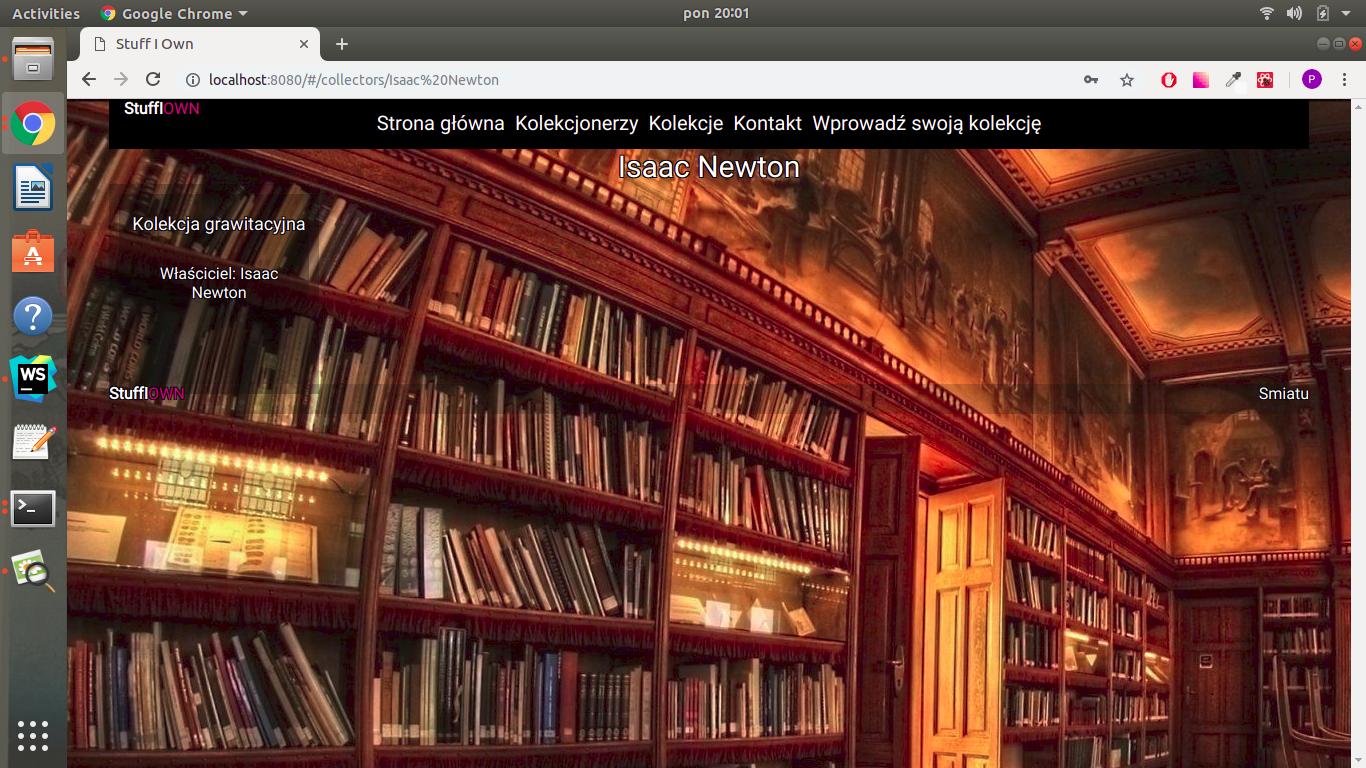 Activities Google Chrome pon 20:01
Stuff I Own
localhost:8080/#/collectors/Isaac%20Newton P
StuffIOWN
Strona główna Kolekcjonerzy Kolekcje Kontakt Wprowadź swoją kolekcję
Isaac Newton
Kolekcja grawitacyjna
Właściciel: Isaac
Newton
StuffIOWN Smiatu
WS